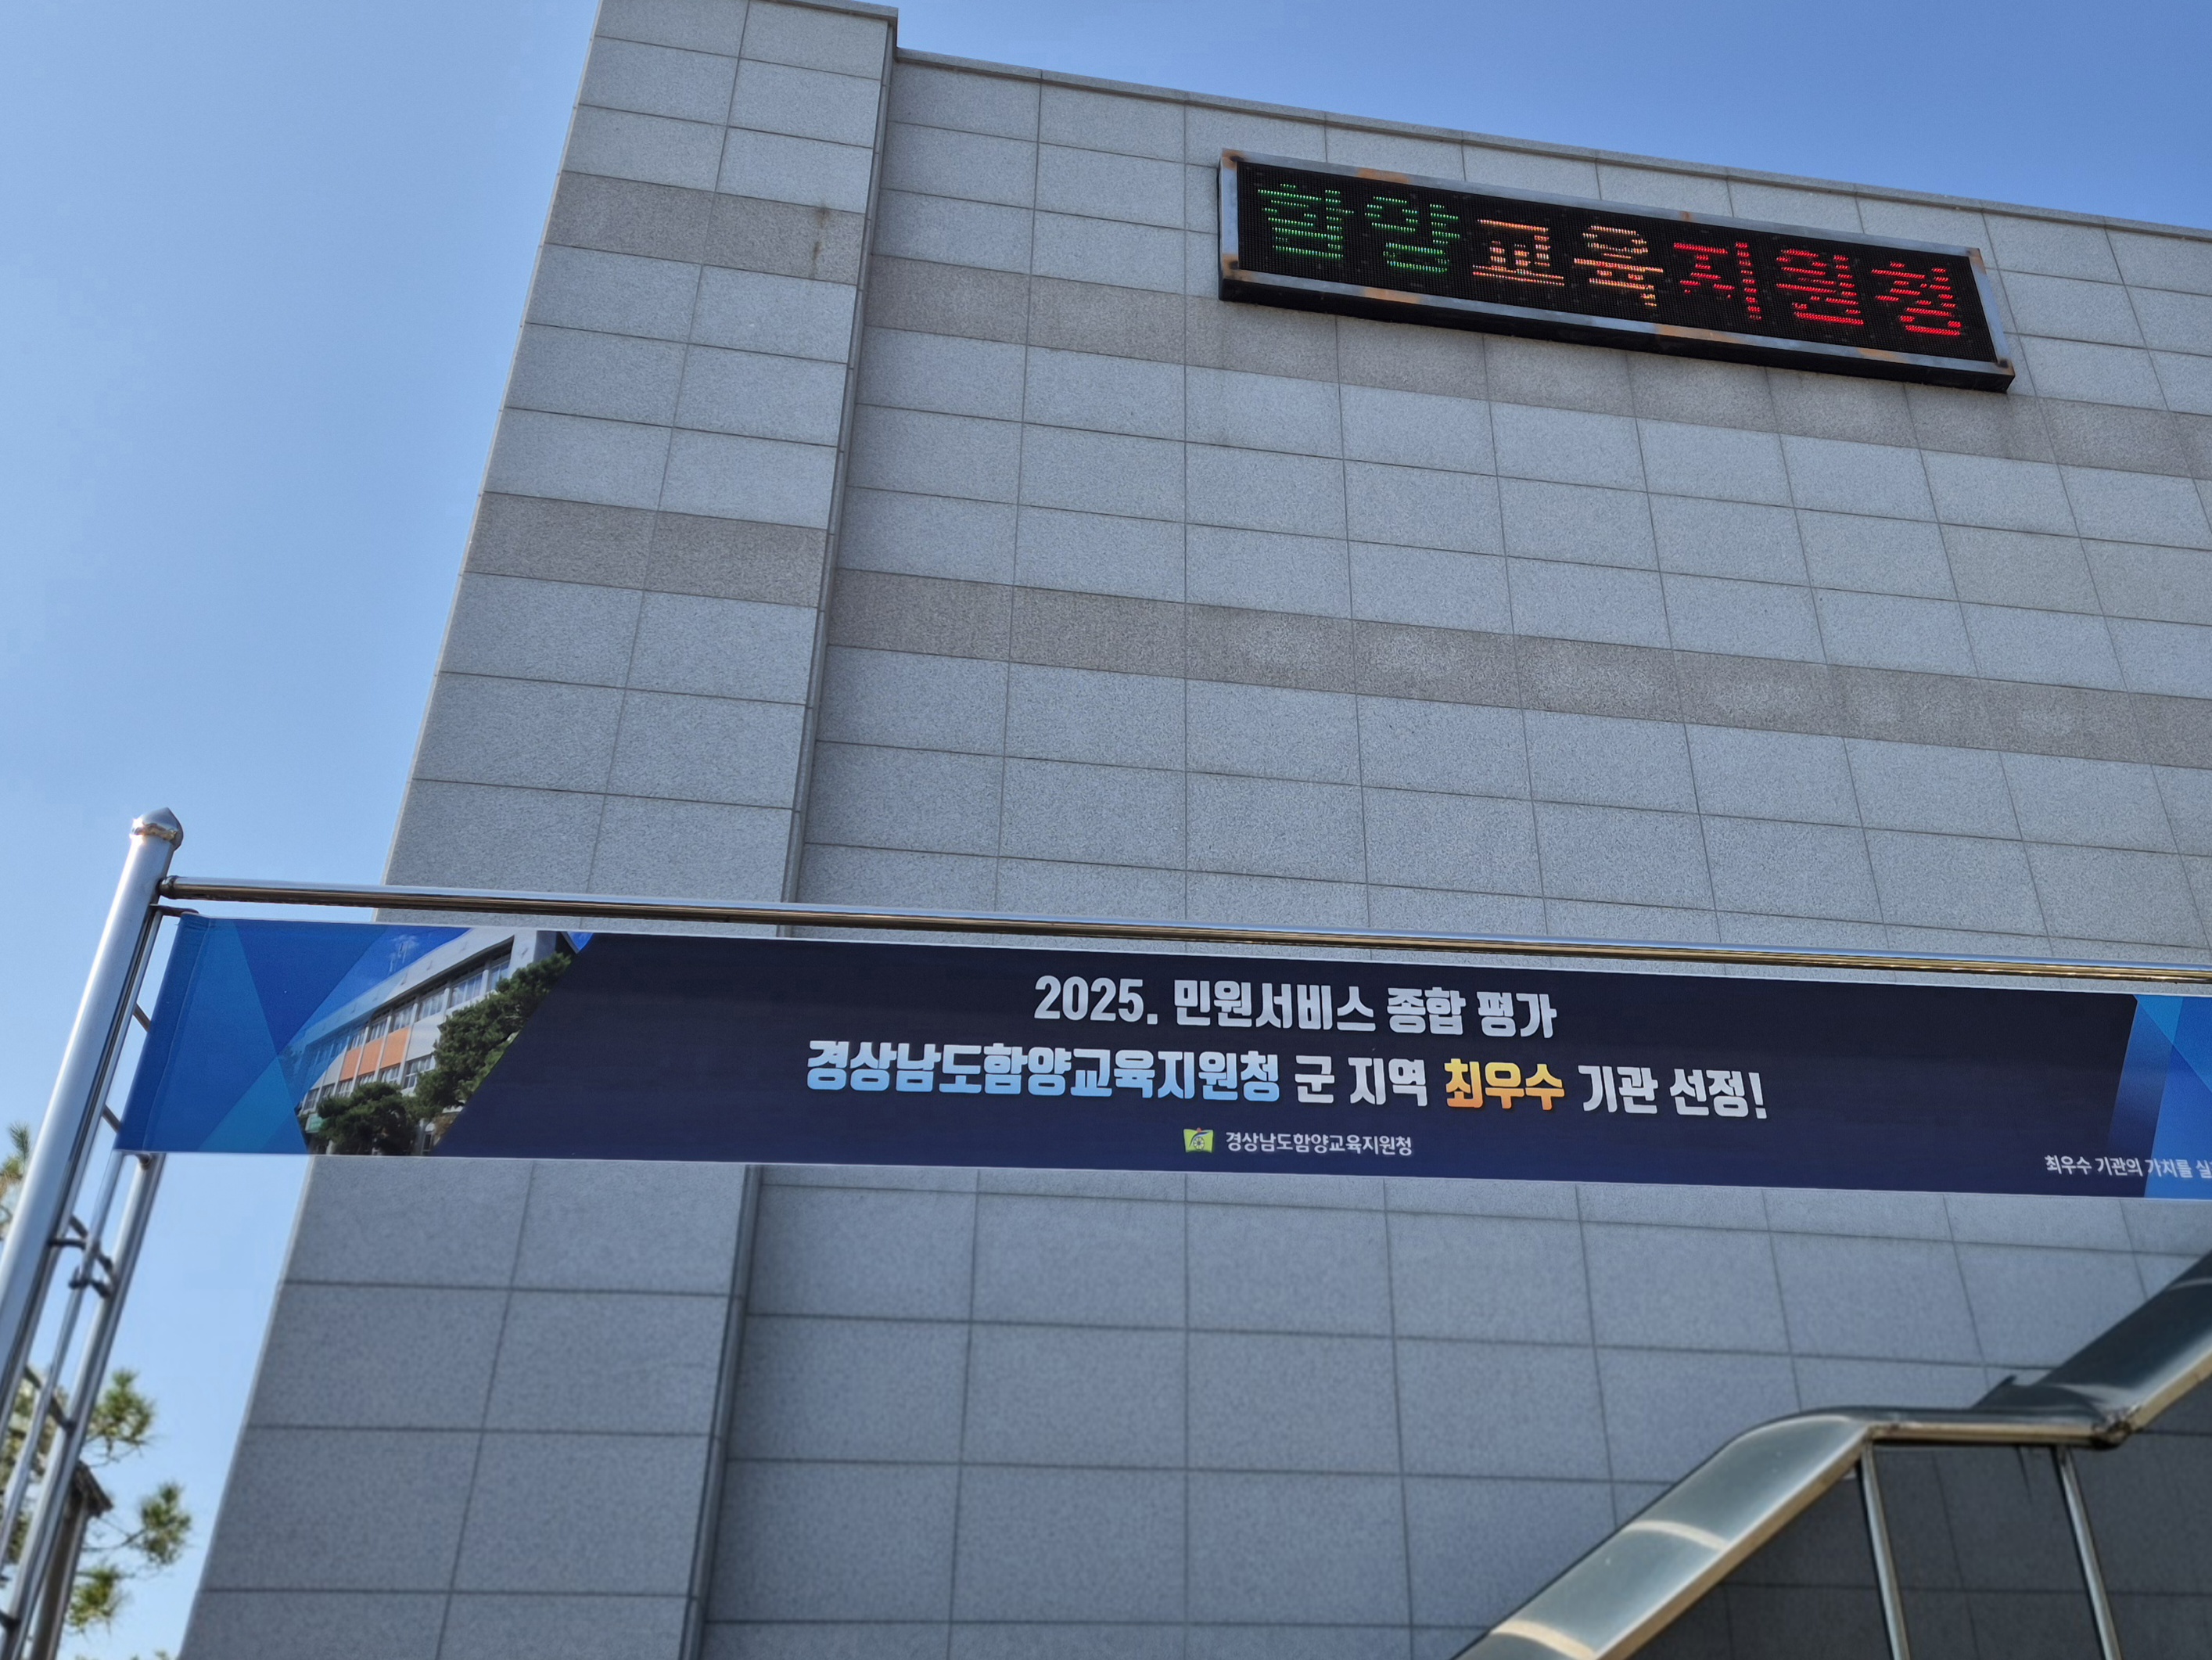 함양교육지원청
2025. 민원서비스 종합 평가
경상남도함양교육지원청 군 지역 최우수 기관 선정!
경상남도함양교육지원청
최우수 기관의 가치를